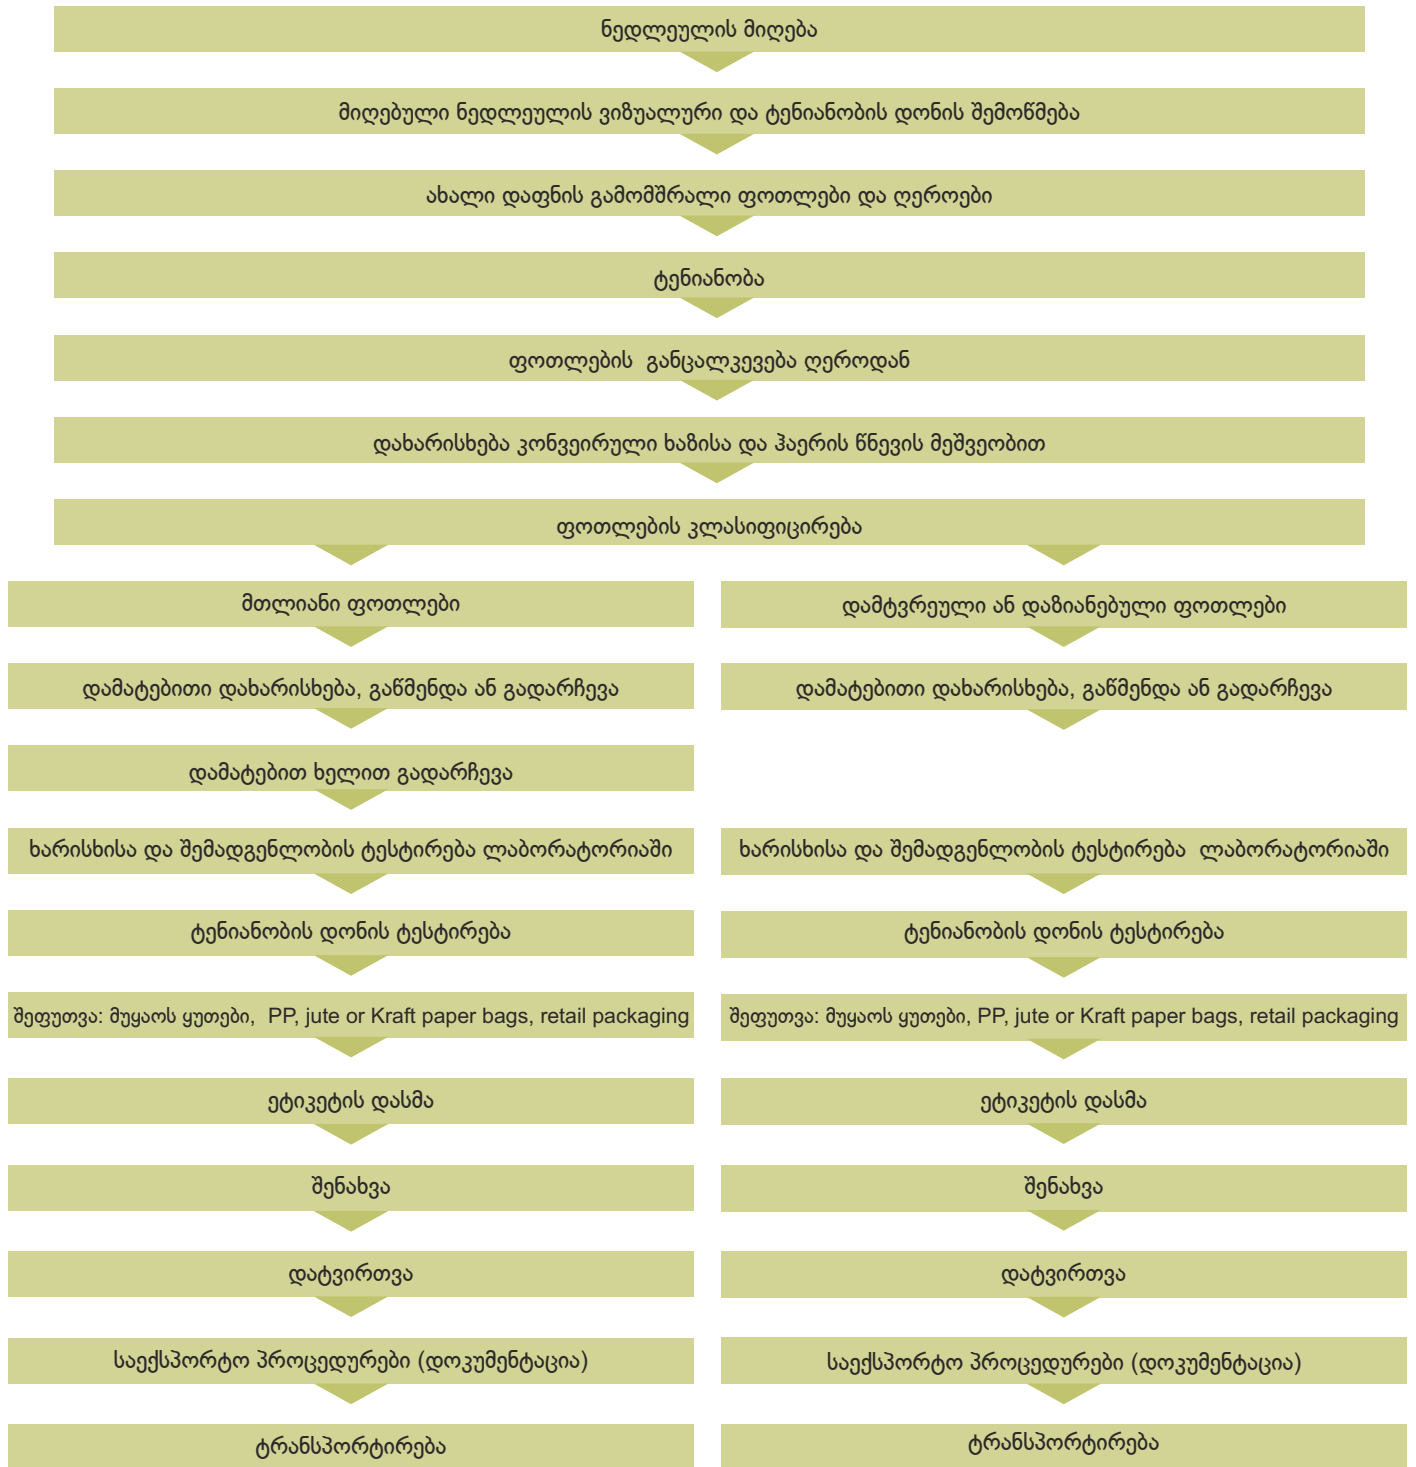 ნედლეულის მიღება
მიღებული ნედლეულის ვიზუალური და ტენიანობის დონის შემოწმება
ახალი დაფნის გამომშრალი ფოთლები და ღეროები
ტენიანობა
ფოთლების განცალკევება ღეროდან
დახარისხება კონვეირული ხაზისა და ჰაერის წნევის მეშვეობით
ფოთლების კლასიფიცირება
მთლიანი ფოთლები
დამატებითი დახარისხება, გაწმენდა ან გადარჩევა
დამატებით ხელით გადარჩევა
ხარისხისა და შემადგენლობის ტესტირება ლაბორატორიაში
ტენიანობის დონის ტესტირება
შეფუთვა: მუყაოს ყუთები, PP, jute or Kraft paper bags, retail packaging
ეტიკეტის დასმა
შენახვა
დატვირთვა
საექსპორტო პროცედურები (დოკუმენტაცია)
ტრანსპორტირება
დამტვრეული ან დაზიანებული ფოთლები
დამატებითი დახარისხება, გაწმენდა ან გადარჩევა
ხარისხისა და შემადგენლობის ტესტირება ლაბორატორიაში
ტენიანობის დონის ტესტირება
შეფუთვა: მუყაოს ყუთები, PP, jute or Kraft paper bags, retail packaging
ეტიკეტის დასმა
შენახვა
დატვირთვა
საექსპორტო პროცედურები (დოკუმენტაცია)
ტრანსპორტირება